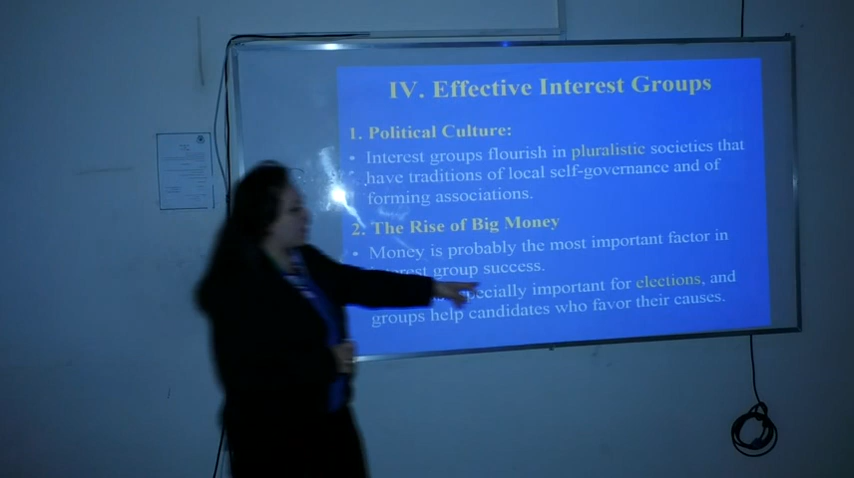 IV. Effective Interest Groups
1. Political Culture:
• Interest groups flourish in pluralistic societies that
have traditions of local self-governance and of
forming associations.
2. The Rise of Big Money
• Money is probably the most important factor in
group success.
important for elections, and
groups help candidates who favor their causes.